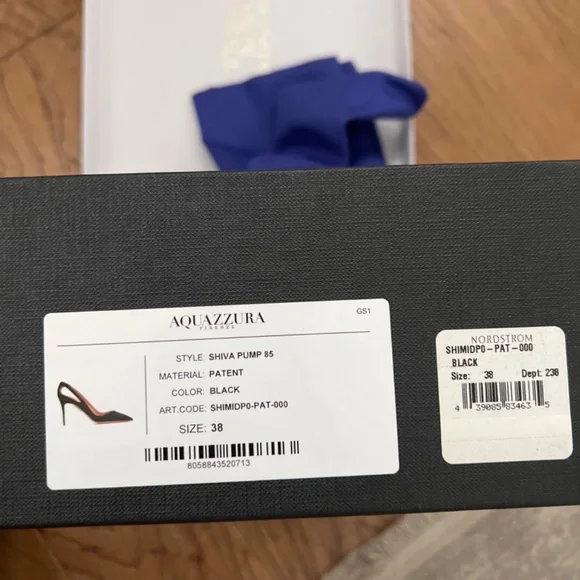 AQUAZZURA
FIRENZE
GS1
STYLE: SHIVA PUMP 85
MATERIAL: PATENT
COLOR: BLACK
ART.CODE: SHIMIDP0-PAT-000
SIZE: 38
8058843520713
NORDSTROM
SHIMIDP0-PAT-000
BLACK
Size: 38 Dept: 238
4 39085 83463 5